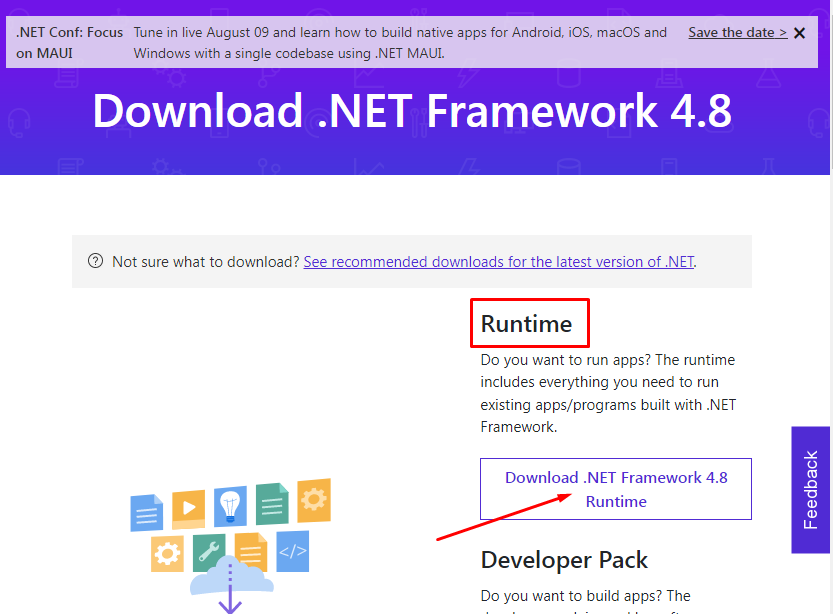 .NET Conf: Focus
on MAUI
Tune in live August 09 and learn how to build native apps for Android, iOS, macOS and
Windows with a single codebase using .NET MAUI.
Save the date >
Download .NET Framework 4.8
Not sure what to download? See recommended downloads for the latest version of .NET.
Runtime
Do you want to run apps? The runtime
includes everything you need to run
existing apps/programs built with .NET
Framework.
Download .NET Framework 4.8
Runtime
Feedback
Developer Pack
Do you want to build apps? The